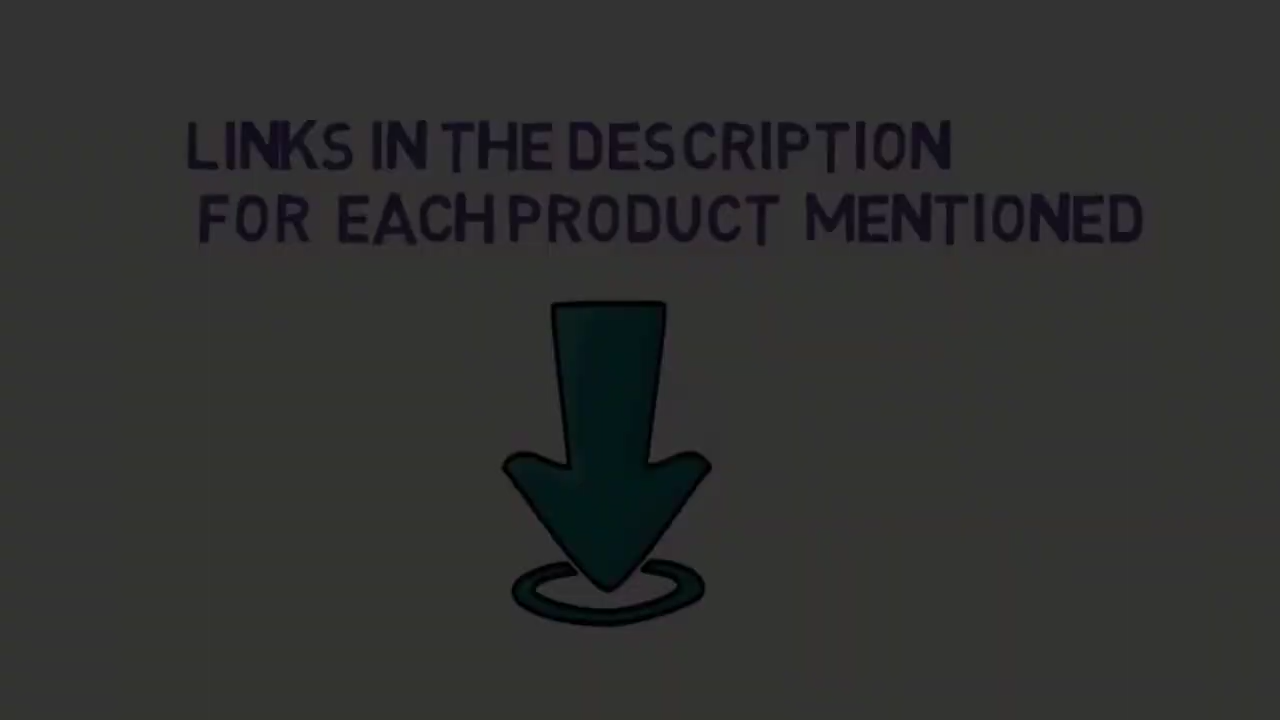 LINKS IN THE DESCRIPTION
FOR EACH PRODUCT MENTIONED